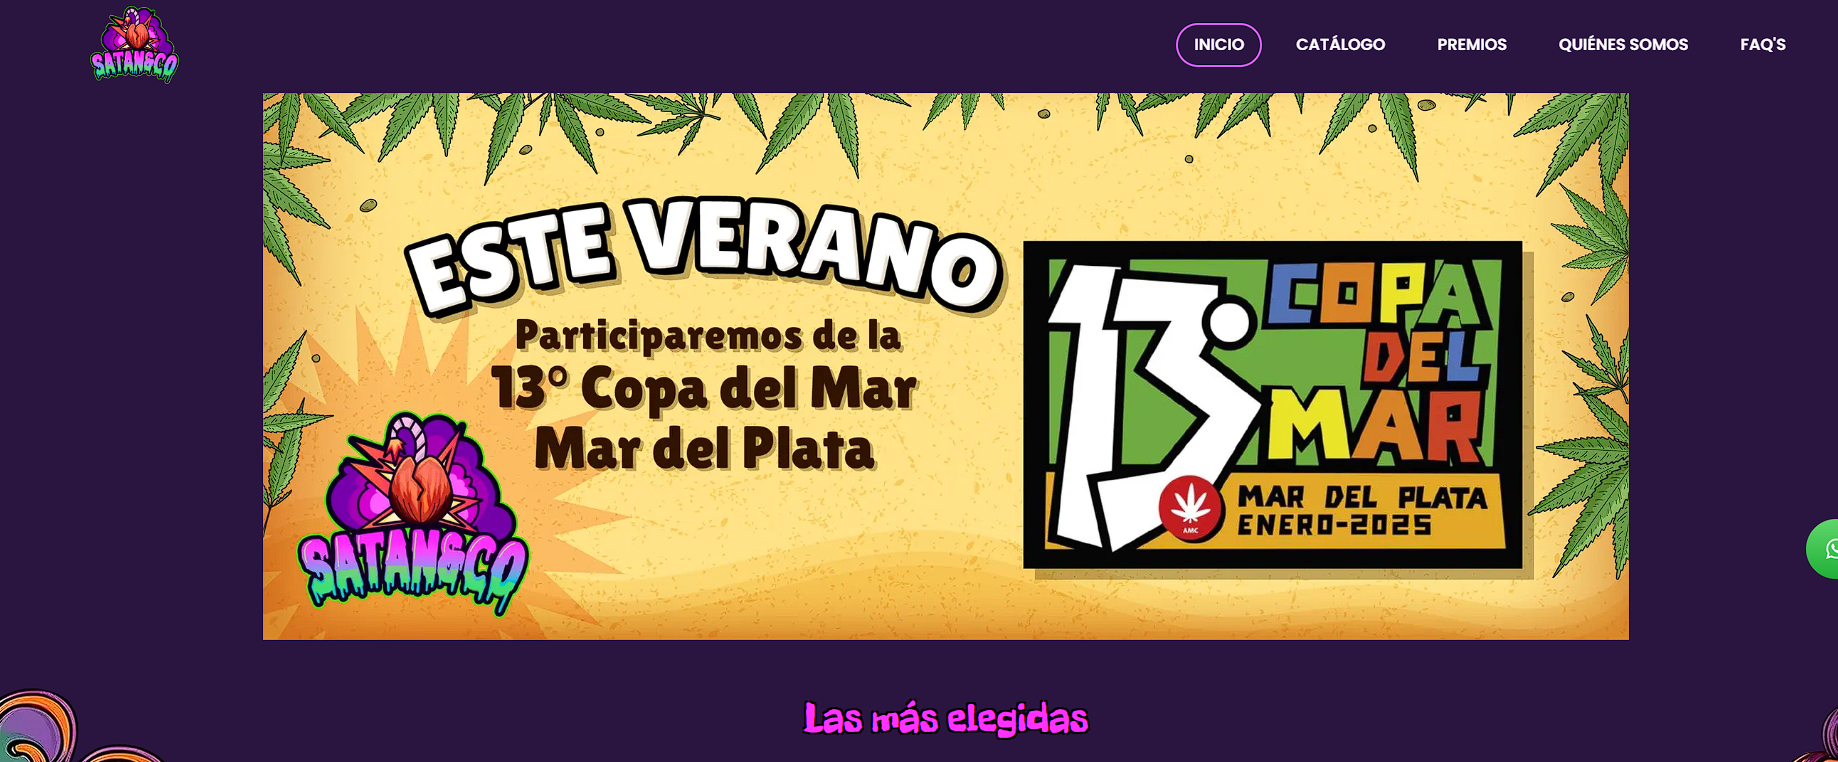 SATAN&CO
INICIO CATÁLOGO PREMIOS QUIÉNES SOMOS FAQ'S
ESTE VERANO
Participaremos de la
13° Copa del Mar
Mar del Plata
SATAN&CO
13° COPA
DEL
MAR
AMC
MAR DEL PLATA
ENERO-2025
Las más elegidas